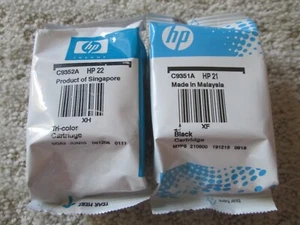 hp
C9352A HP 22
Product of Singapore
XH
Tri-color
Cartridge
hp
C9351A HP 21
Made in Malaysia
XF
Black
Cartridge